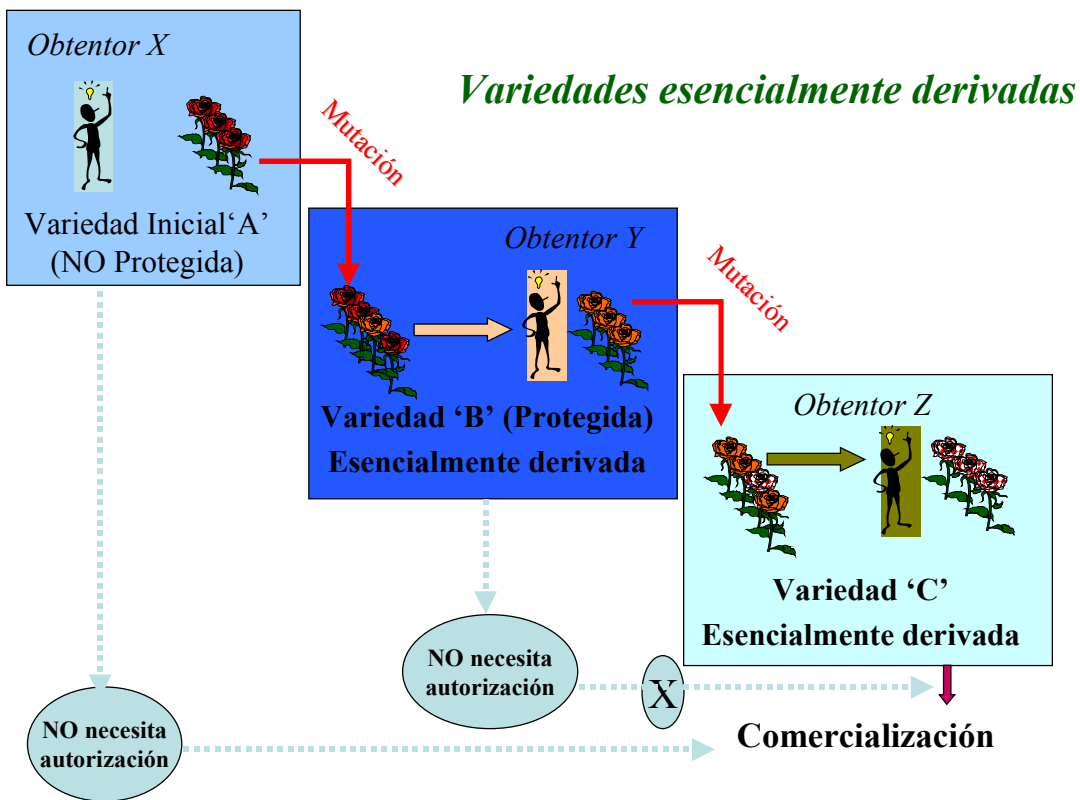 Obtentor X
Variedades esencialmente derivadas
Mutación
Variedad Inicial‘A’
(NO Protegida)
Obtentor Y
Mutación
Variedad ‘B’ (Protegida)
Esencialmente derivada
Obtentor Z
Variedad ‘C’
Esencialmente derivada
NO necesita
autorización
X
NO necesita
autorización
Comercialización